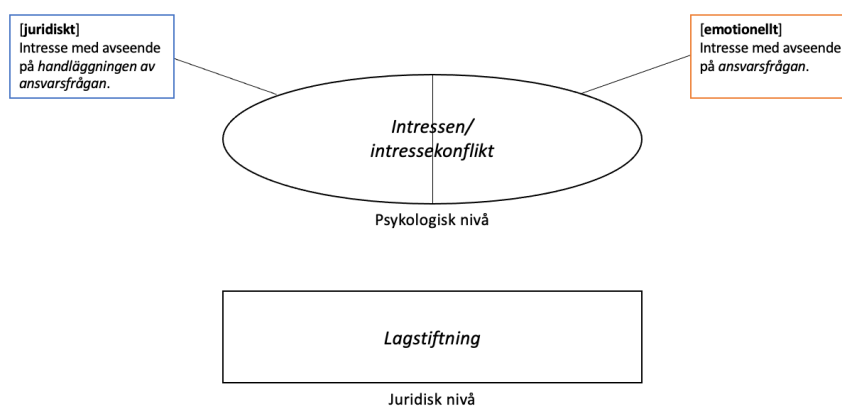 [juridiskt]
Intresse med avseende
på handläggningen av
ansvarsfrågan.
[emotionellt]
Intresse med avseende
på ansvarsfrågan.
Intressen/
intressekonflikt
Psykologisk nivå
Lagstiftning
Juridisk nivå